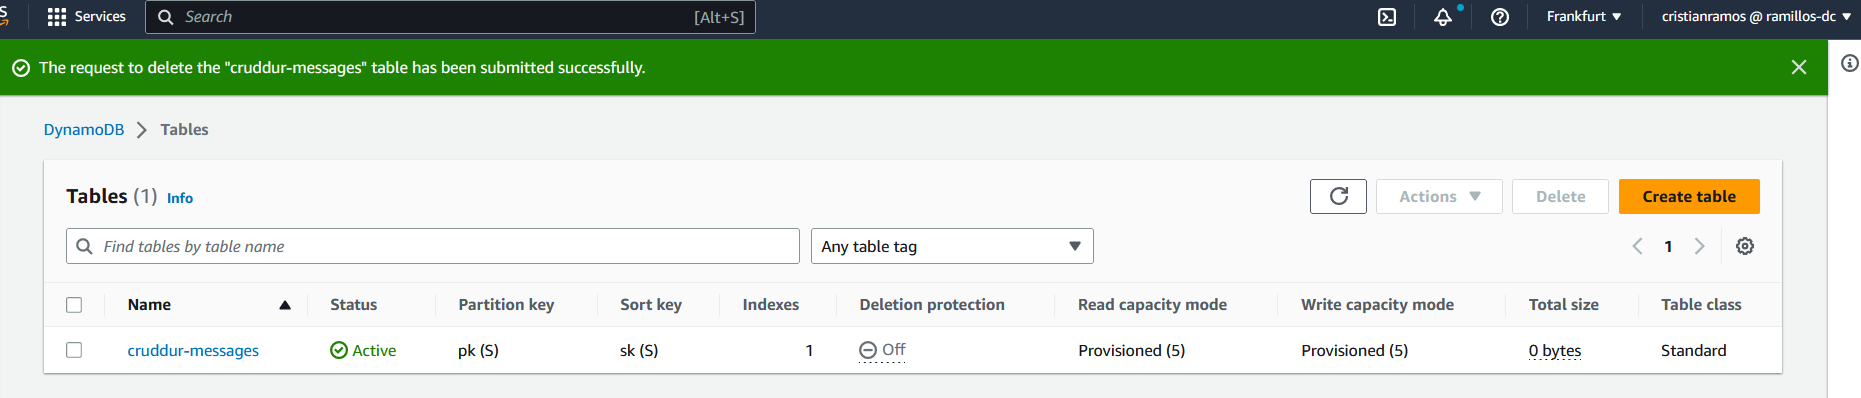 Services
Search
[Alt+S]
Frankfurt
cristianramos @ ramillos-dc
The request to delete the "cruddur-messages" table has been submitted successfully.
DynamoDB > Tables
Tables (1) Info
Actions
Delete
Create table
Find tables by table name
Any table tag
1
Name Status Partition key Sort key Indexes Deletion protection Read capacity mode Write capacity mode Total size Table class
cruddur-messages Active pk (S) sk (S) 1 Off Provisioned (5) Provisioned (5) 0 bytes Standard